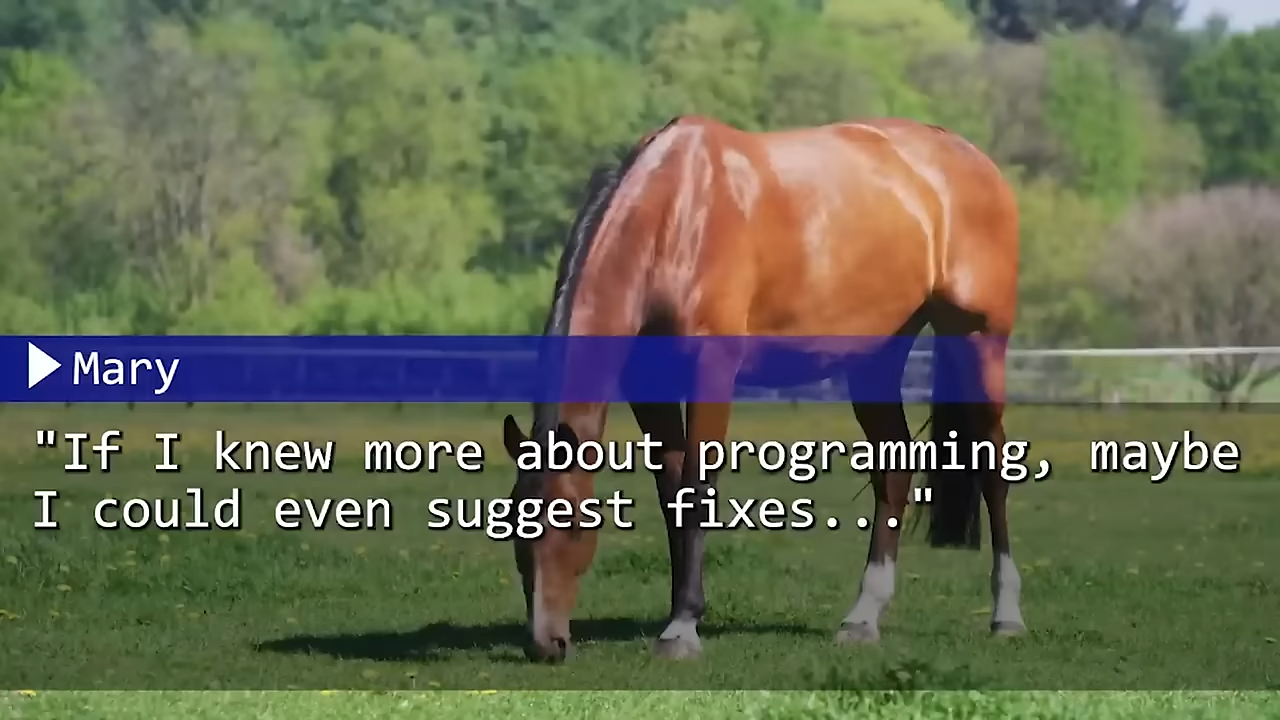 Mary
"If I knew more about programming, maybe
I could even suggest fixes..."